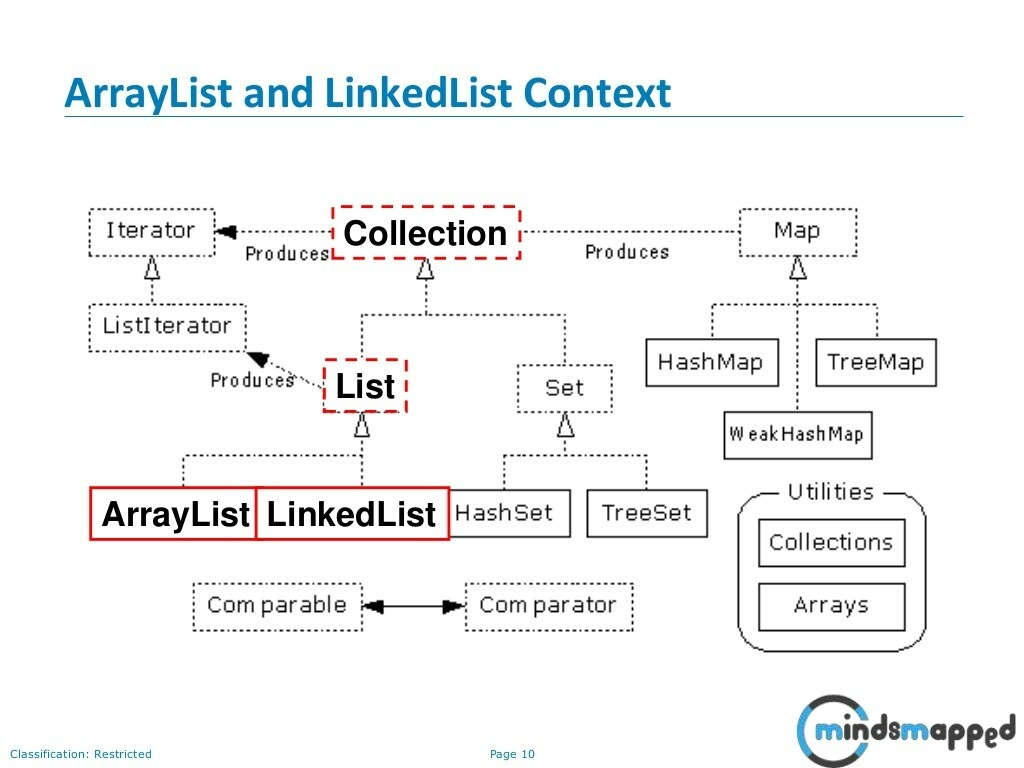 ArrayList and LinkedList Context
Iterator
Produces
Collection
Produces
Map
ListIterator
Produces
List
Set
HashMap
TreeMap
WeakHashMap
ArrayList
LinkedList
HashSet
TreeSet
Utilities
Collections
Arrays
Comparable
Comparator
mindsmapped
Classification: Restricted
Page 10